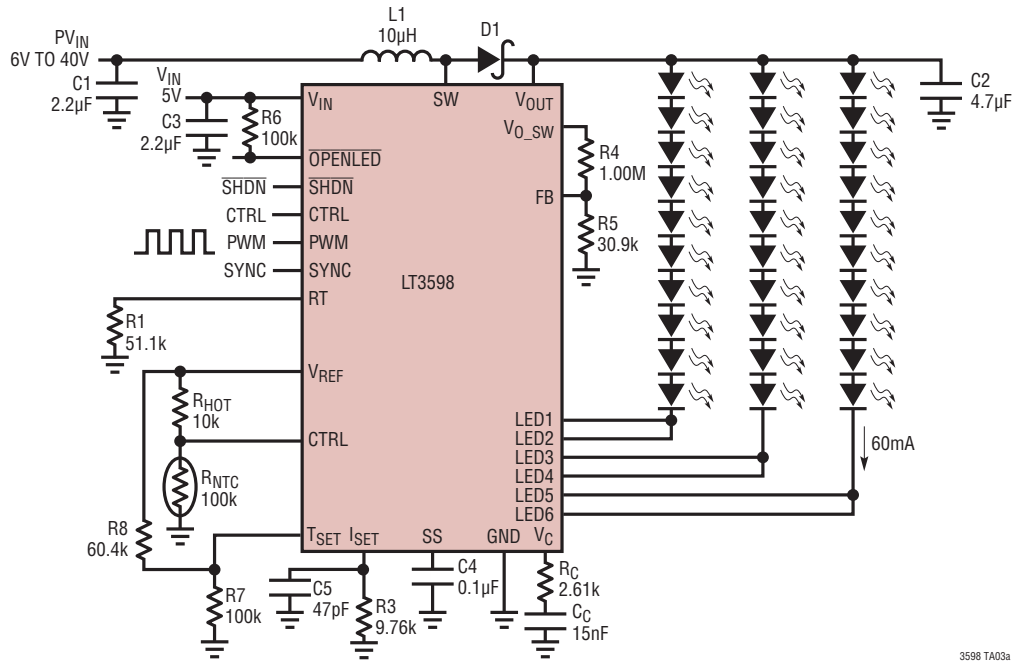 L1
10µH
D1
PVIN
6V TO 40V
C1
2.2µF
VIN
5V
C3
2.2µF
R6
100k
VIN
SW
VOUT
VO_SW
C2
4.7µF
R4
1.00M
OPENLED
SHDN
SHDN
FB
CTRL
CTRL
R5
30.9k
PWM
PWM
SYNC
SYNC
LT3598
RT
R1
51.1k
VREF
RHOT
10k
CTRL
RNTC
100k
LED1
LED2
LED3
LED4
LED5
LED6
60mA
R8
60.4k
TSET
ISET
SS
GND
VC
R7
100k
C5
47pF
R3
9.76k
C4
0.1µF
RC
2.61k
CC
15nF
3598 TA03a